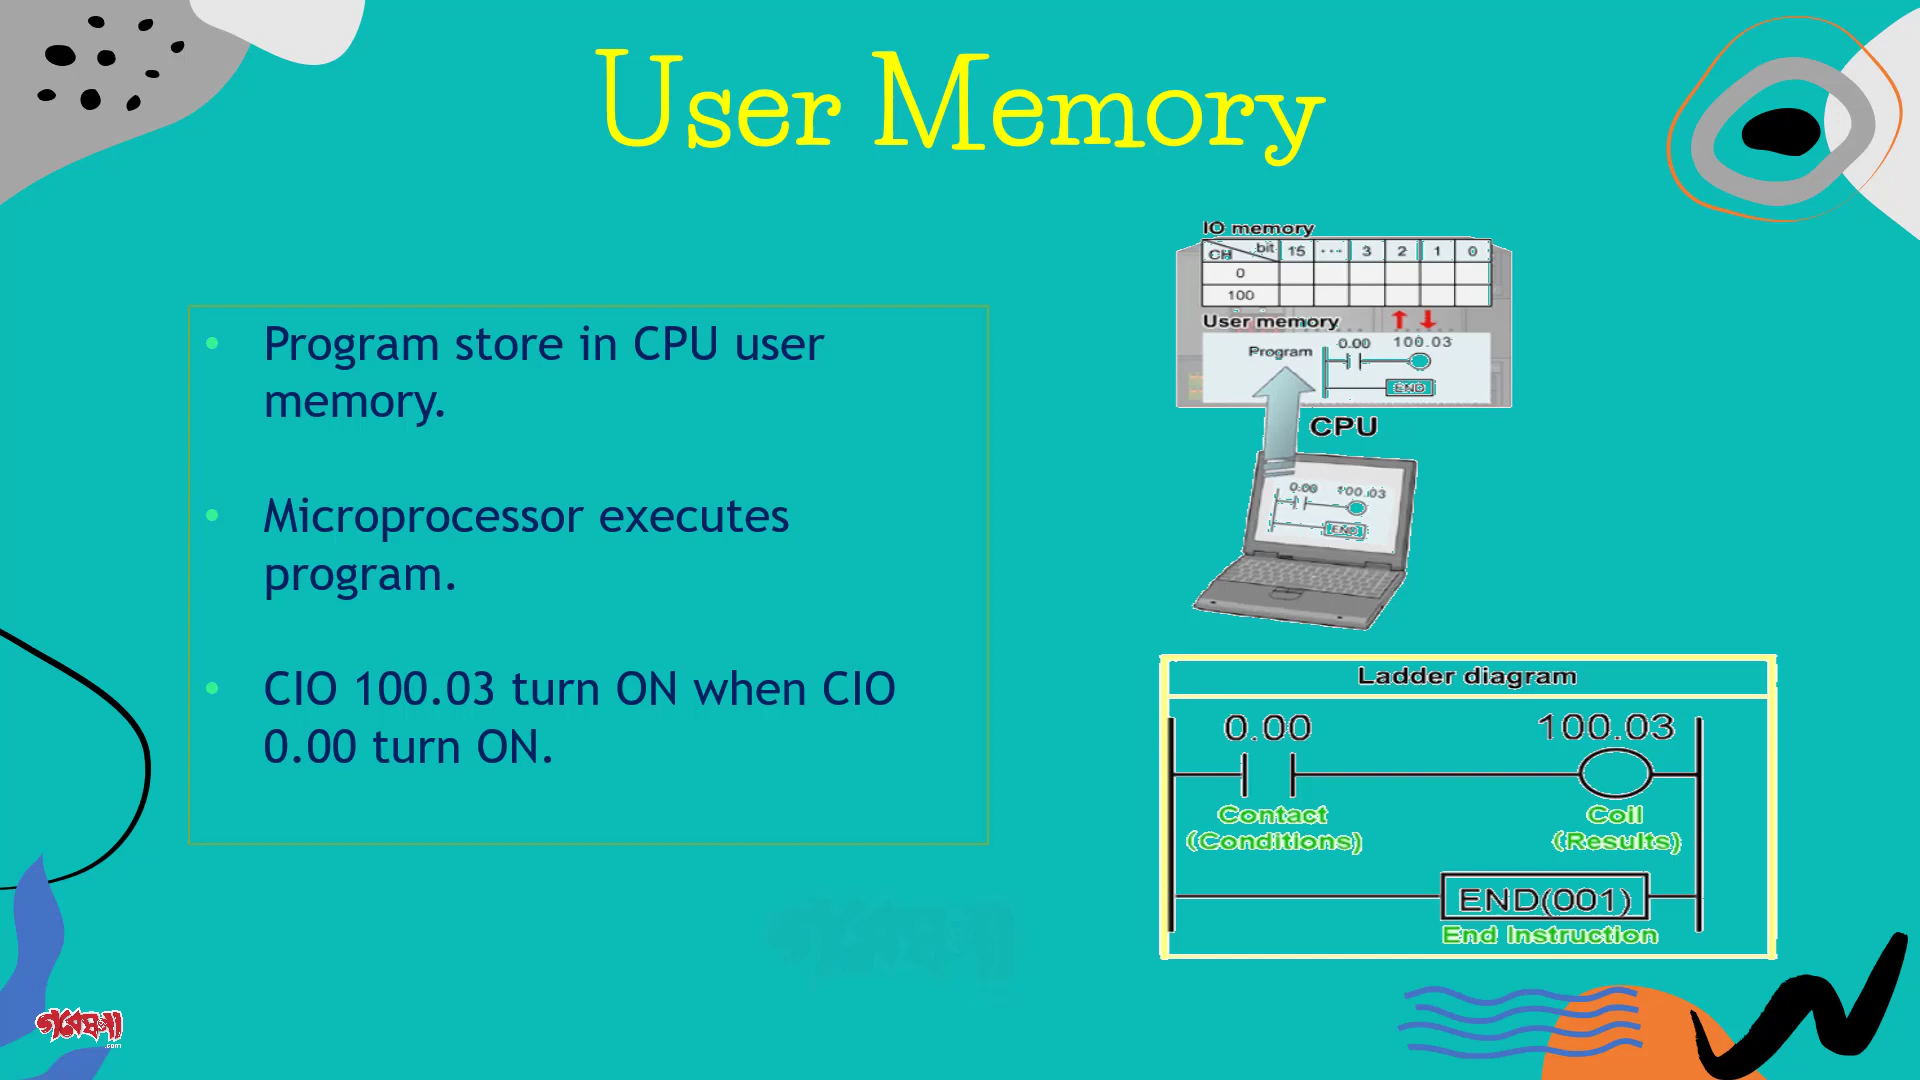 User Memory
• Program store in CPU user
memory.
• Microprocessor executes
program.
• CIO 100.03 turn ON when CIO
0.00 turn ON.
IO memory
CH bit 15 ... 3 2 1 0
0
100
User memory
Program 0.00 100.03
END
CPU
0.00 100.03
END
Ladder diagram
0.00 100.03
Contact Coil
(Conditions) (Results)
END(001)
End Instruction
গবেষণা
.com